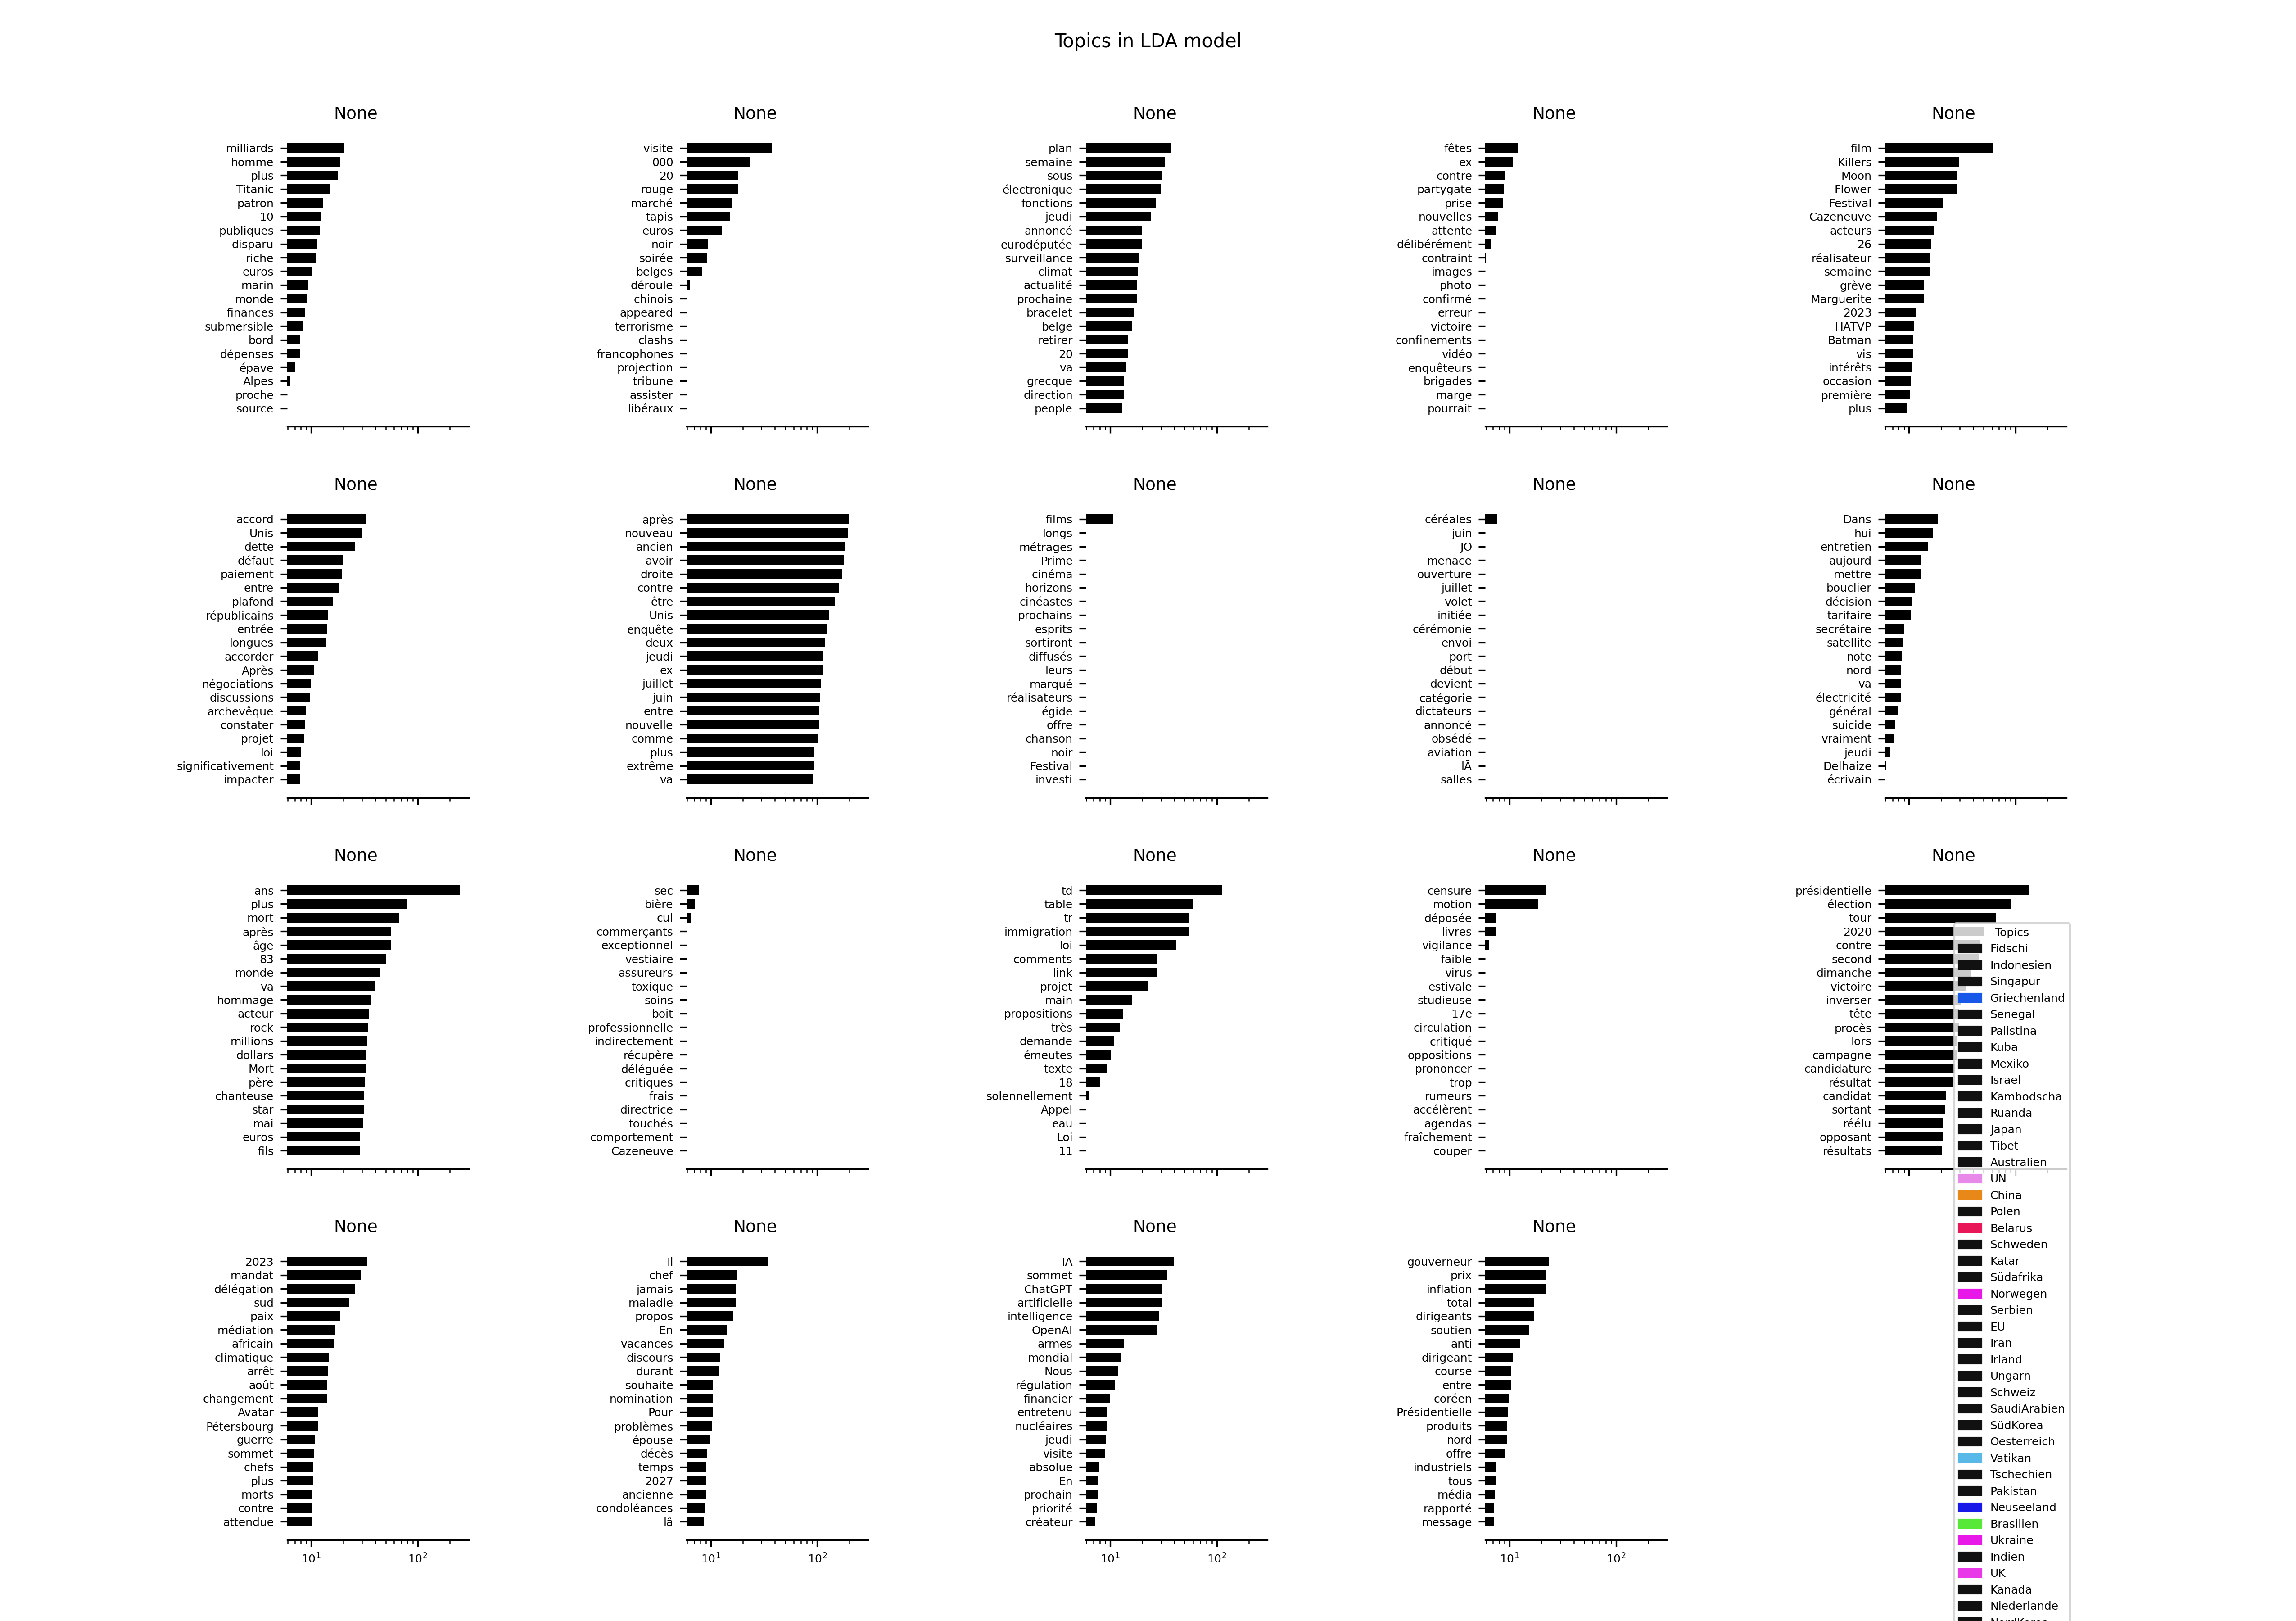 Topics in LDA model
None
milliards
homme
plus
Titanic
patron
10
publiques
disparu
riche
euros
marin
monde
finances
submersible
bord
dépenses
épave
Alpes
proche
source
None
visite
000
20
rouge
marché
tapis
euros
noir
soirée
belges
déroule
chinois
appeared
terrorisme
clashs
francophones
projection
tribune
assister
libéraux
None
plan
semaine
sous
électronique
fonctions
jeudi
annoncé
eurodéputée
surveillance
climat
actualité
prochaine
bracelet
belge
retirer
20
va
grecque
direction
people
None
fêtes
ex
contre
partygate
prise
nouvelles
attente
délibérément
contraint
images
photo
confirmé
erreur
victoire
confinements
vidéo
enquêteurs
brigades
marge
pourrait
None
film
Killers
Moon
Flower
Festival
Cazeneuve
acteurs
26
réalisateur
semaine
grève
Marguerite
2023
HATVP
Batman
vis
intérêts
occasion
première
plus
None
accord
Unis
dette
défaut
paiement
entre
plafond
républicains
entrée
longues
accorder
Après
négociations
discussions
archevêque
constater
projet
loi
significativement
impacter
None
après
nouveau
ancien
avoir
droite
contre
être
Unis
enquête
deux
jeudi
ex
juillet
juin
entre
nouvelle
comme
plus
extrême
va
None
films
longs
métrages
Prime
cinéma
horizons
cinéastes
prochains
esprits
sortiront
diffusés
leurs
marqué
réalisateurs
égide
offre
chanson
noir
Festival
investi
None
céréales
juin
JO
menace
ouverture
juillet
volet
initiée
cérémonie
envoi
port
début
devient
catégorie
dictateurs
annoncé
obsédé
aviation
IÃ
salles
None
Dans
hui
entretien
aujourd
mettre
bouclier
décision
tarifaire
secrétaire
satellite
note
nord
va
électricité
général
suicide
vraiment
jeudi
Delhaize
écrivain
None
ans
plus
mort
après
âge
83
monde
va
hommage
acteur
rock
millions
dollars
Mort
père
chanteuse
star
mai
euros
fils
None
sec
bière
cul
commerçants
exceptionnel
vestiaire
assureurs
toxique
soins
boit
professionnelle
indirectement
récupère
déléguée
critiques
frais
directrice
touchés
comportement
Cazeneuve
None
td
table
tr
immigration
loi
comments
link
projet
main
propositions
très
demande
émeutes
texte
18
solennellement
Appel
eau
Loi
11
None
censure
motion
déposée
livres
vigilance
faible
virus
estivale
studieuse
17e
circulation
critiqué
oppositions
prononcer
trop
rumeurs
accélèrent
agendas
fraîchement
couper
None
présidentielle
élection
tour
2020
contre
second
dimanche
victoire
inverser
tête
procès
lors
campagne
candidature
résultat
candidat
sortant
réélu
opposant
résultats
Topics
Fidschi
Indonesien
Singapur
Griechenland
Senegal
Palistina
Kuba
Mexiko
Israel
Kambodscha
Ruanda
Japan
Tibet
Australien
UN
China
Polen
Belarus
Schweden
Katar
Südafrika
Norwegen
Serbien
EU
Iran
Irland
Ungarn
Schweiz
SaudiArabien
SüdKorea
Oesterreich
Vatikan
Tschechien
Pakistan
Neuseeland
Brasilien
Ukraine
Indien
UK
Kanada
Niederlande
None
2023
mandat
délégation
sud
paix
médiation
africain
climatique
arrêt
août
changement
Avatar
Pétersbourg
guerre
sommet
chefs
plus
morts
contre
attendue
10¹ 10²
None
Il
chef
jamais
maladie
propos
En
vacances
discours
durant
souhaite
nomination
Pour
problèmes
épouse
décès
temps
2027
ancienne
condoléances
lâ
10¹ 10²
None
IA
sommet
ChatGPT
artificielle
intelligence
OpenAI
armes
mondial
Nous
régulation
financier
entretenu
nucléaires
jeudi
visite
absolue
En
prochain
priorité
créateur
10¹ 10²
None
gouverneur
prix
inflation
total
dirigeants
soutien
anti
dirigeant
course
entre
coréen
Présidentielle
produits
nord
offre
industriels
tous
média
rapporté
message
10¹ 10²